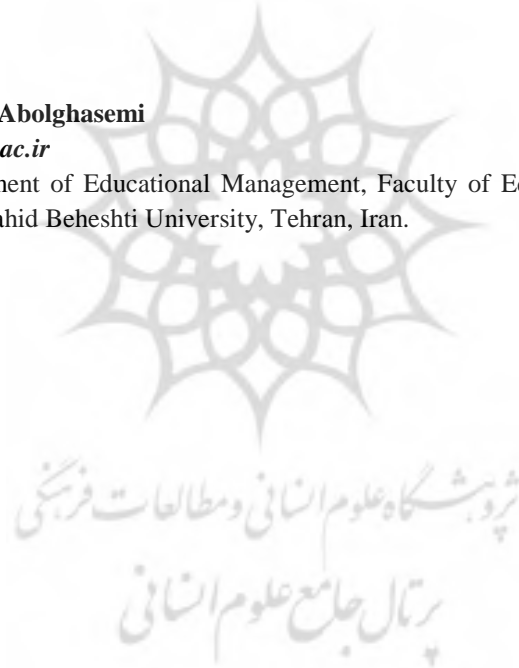 Abolghasemi
ac.ir
ment of Educational Management, Faculty of Ed
ahid Beheshti University, Tehran, Iran.
پژوهشگاه علوم انسانی و مطالعات فرهنگی
پرتال جامع علوم انسانی